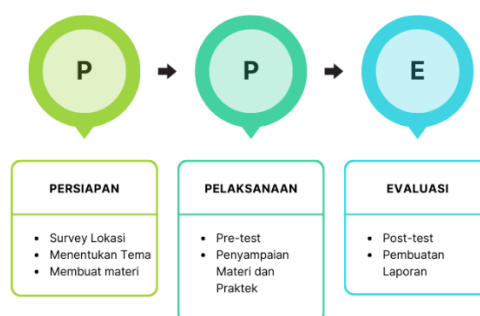 P
P
E
PERSIAPAN
Survey Lokasi
Menentukan Tema
Membuat materi
PELAKSANAAN
Pre-test
Penyampaian
Materi dan
Praktek
EVALUASI
Post-test
Pembuatan
Laporan